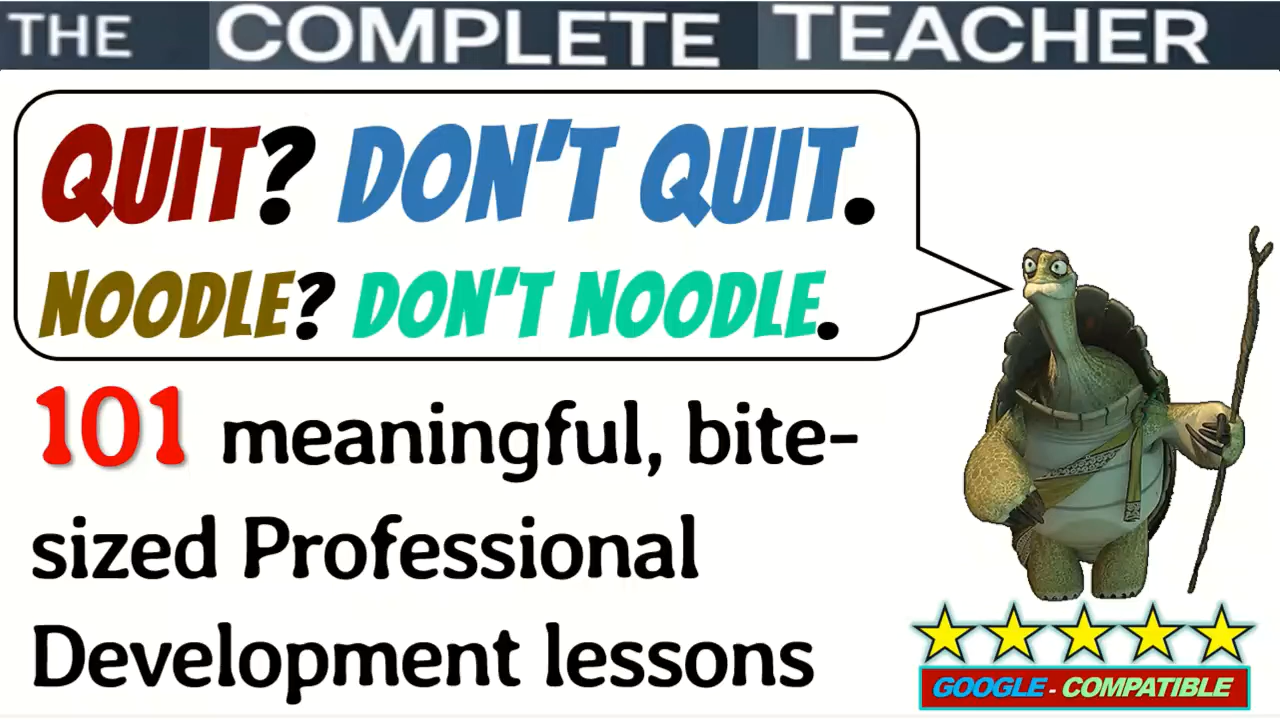 THE COMPLETE TEACHER
QUIT? DON'T QUIT.
NOODLE? DON'T NOODLE.
101 meaningful, bite-
sized Professional
Development lessons
GOOGLE - COMPATIBLE